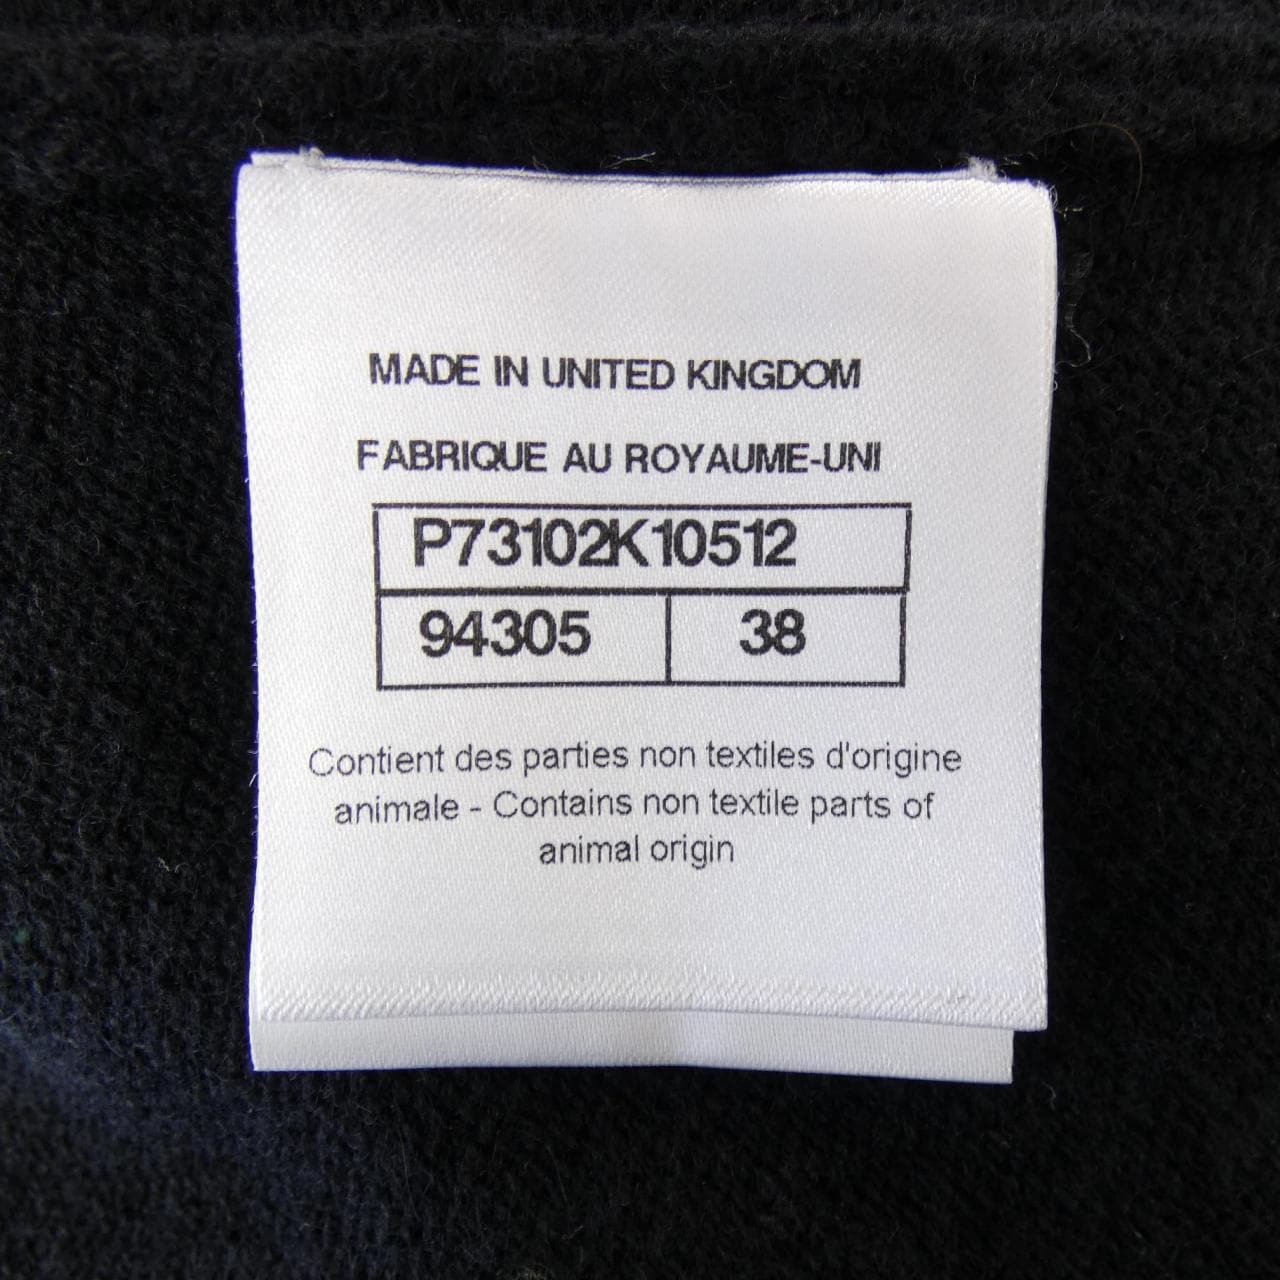 MADE IN UNITED KINGDOM
FABRIQUE AU ROYAUME-UNI
P73102K10512
94305 38
Contient des parties non textiles d'origine
animale - Contains non textile parts of
animal origin